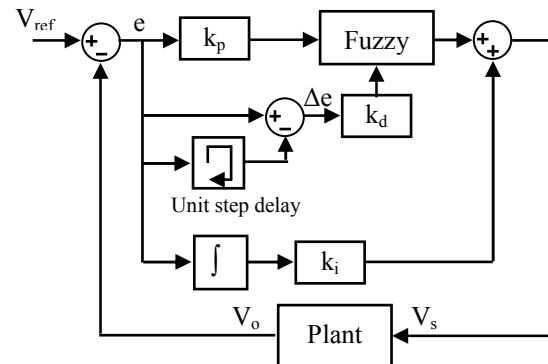 V_ref
e
k_p
Fuzzy
Δe
k_d
Unit step delay
∫
k_i
V_o
Plant
V_s